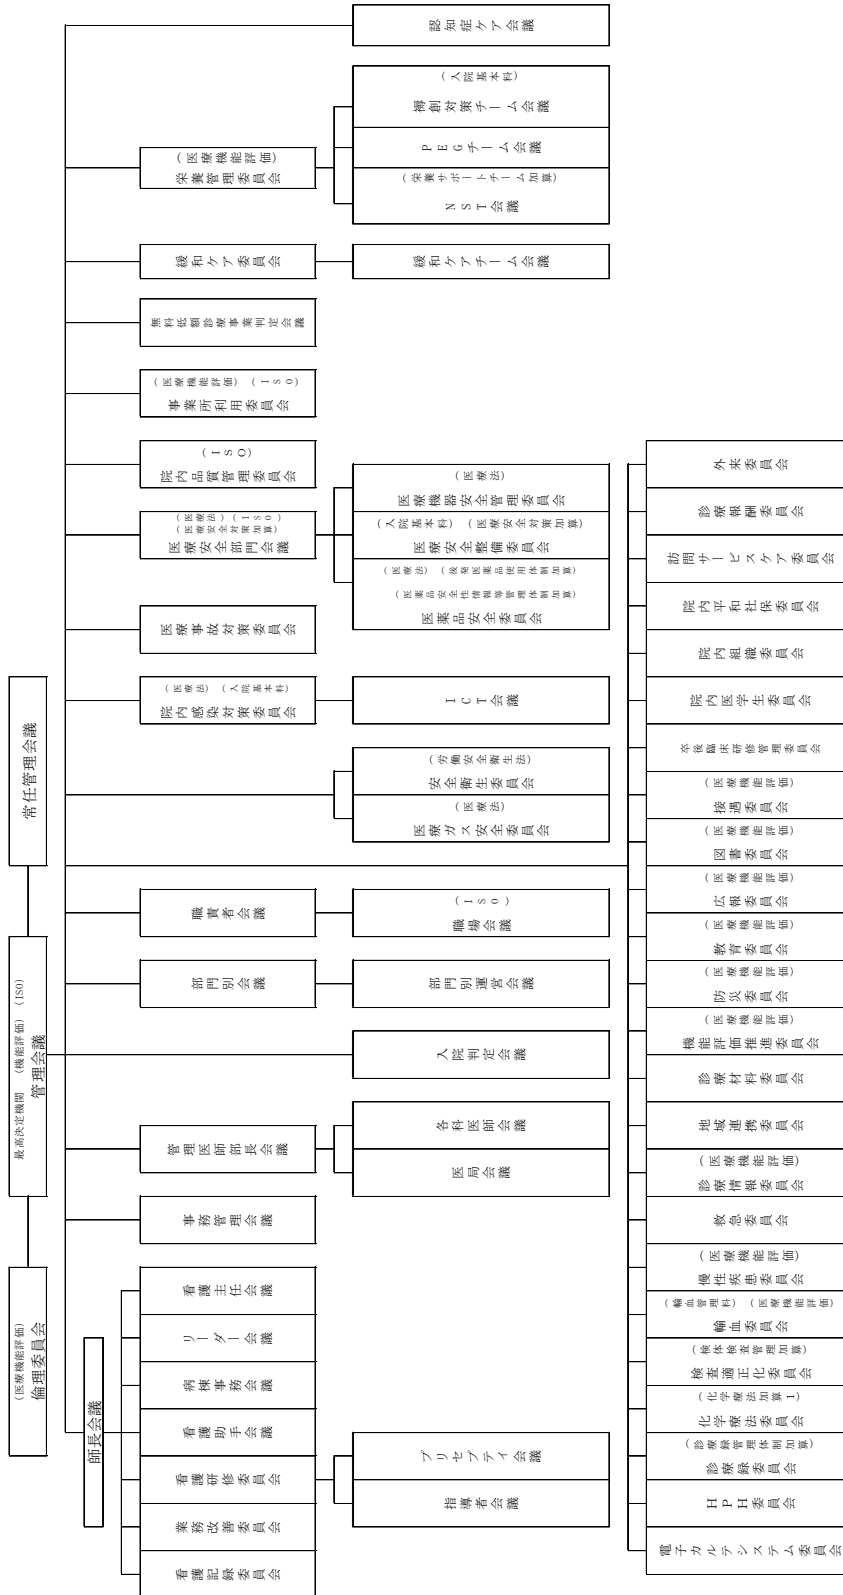 (医療機能評価)
倫理委員会
最高決定機関 (機能評価) (ISO)
管理会議
常任管理会議
師長会議
看護記録委員会
業務改善委員会
看護研修委員会
看護助手会議
病棟事務会議
リーダー会議
看護主任会議
指導者会議
プリセプティ会議
事務管理会議
管理医師部長会議
医局会議
各科医師会議
入院判定会議
部門別会議
部門別運営会議
職責者会議
(ISO)
職場会議
(医療法)
医療ガス安全委員会
(労働安全衛生法)
安全衛生委員会
(医療法) (入院基本料)
院内感染対策委員会
ICT会議
医療事故対策委員会
(医療法) (ISO)
(医療安全対策加算)
医療安全部門会議
(医療法) (後発医薬品使用体制加算)
(医薬品安全性情報等管理体制加算)
医薬品安全委員会
(入院基本料) (医療安全対策加算)
医療安全整備委員会
(医療法)
医療機器安全管理委員会
(ISO)
院内品質管理委員会
(医療機能評価) (ISO)
事業所利用委員会
無料低額診療事業判定会議
緩和ケア委員会
緩和ケアチーム会議
(医療機能評価)
栄養管理委員会
(栄養サポートチーム加算)
NST会議
PEGチーム会議
(入院基本料)
褥創対策チーム会議
認知症ケア会議
電子カルテシステム委員会
HPH委員会
(診療録管理体制加算)
診療録委員会
(化学療法加算1)
化学療法委員会
(検体検査管理加算)
検査適正化委員会
(輸血管理料) (医療機能評価)
輸血委員会
(医療機能評価)
慢性疾患委員会
救急委員会
(医療機能評価)
診療情報委員会
地域連携委員会
診療材料委員会
(医療機能評価)
機能評価推進委員会
(医療機能評価)
防災委員会
(医療機能評価)
教育委員会
(医療機能評価)
広報委員会
(医療機能評価)
図書委員会
(医療機能評価)
接遇委員会
卒後臨床研修管理委員会
院内医学生委員会
院内組織委員会
院内平和社保委員会
訪問サービスケア委員会
診療報酬委員会
外来委員会